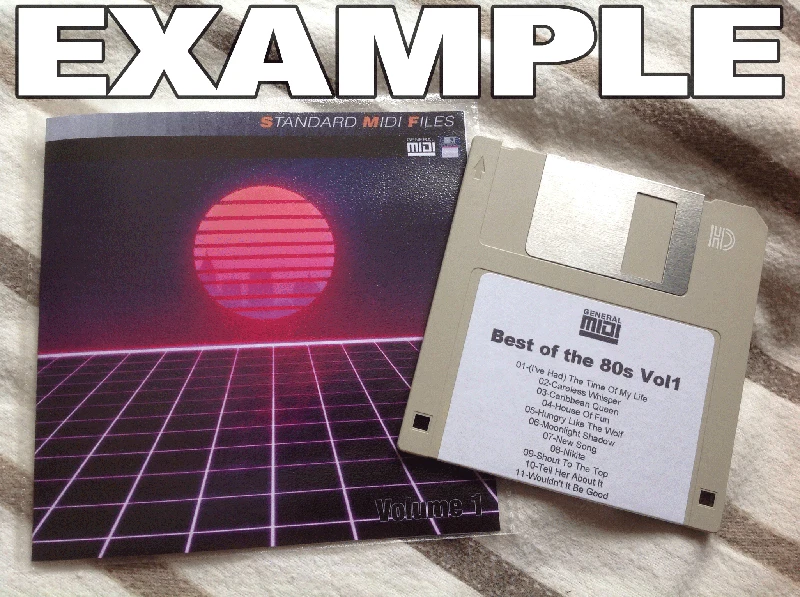 EXAMPLE
STANDARD MIDI FILES
GENERAL
MIDI
Volume 1
HD
GENERAL
MIDI
Best of the 80s Vol1
01-(I've Had) The Time Of My Life
02-Careless Whisper
03-Caribbean Queen
04-House Of Fun
05-Hungry Like The Wolf
06-Moonlight Shadow
07-New Song
08-Nikita
09-Shout To The Top
10-Tell Her About It
11-Wouldn't It Be Good